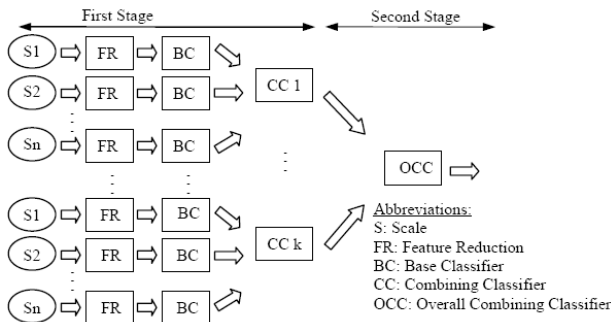 First Stage Second Stage
S1 FR BC
S2 FR BC CC 1
Sn FR BC
OCC
S1 FR BC
S2 FR BC CC k
Sn FR BC
Abbreviations:
S: Scale
FR: Feature Reduction
BC: Base Classifier
CC: Combining Classifier
OCC: Overall Combining Classifier